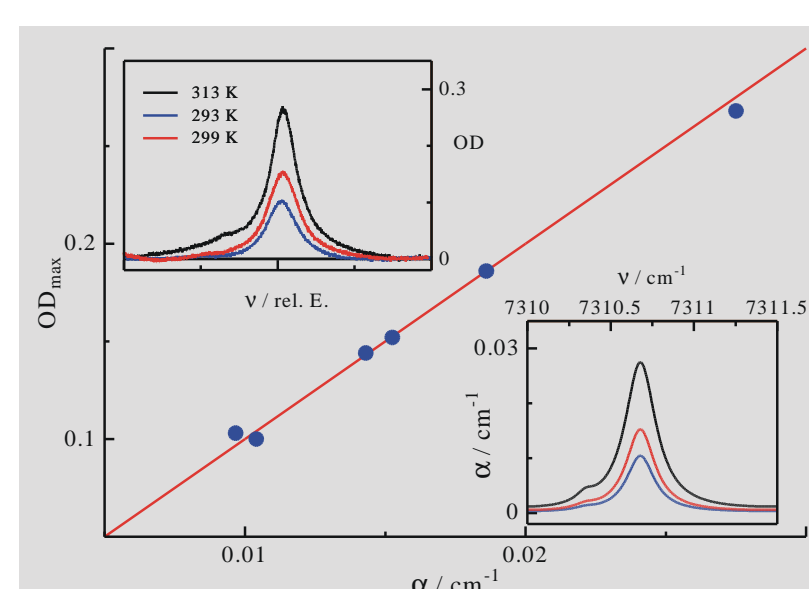 313 K
293 K
299 K
0.3
OD
0
ν / rel. E.
0.2
0.1
OD_max
ν / cm⁻¹
7310 7310.5 7311 7311.5
0.03
0
α / cm⁻¹
0.01 0.02
α / cm⁻¹